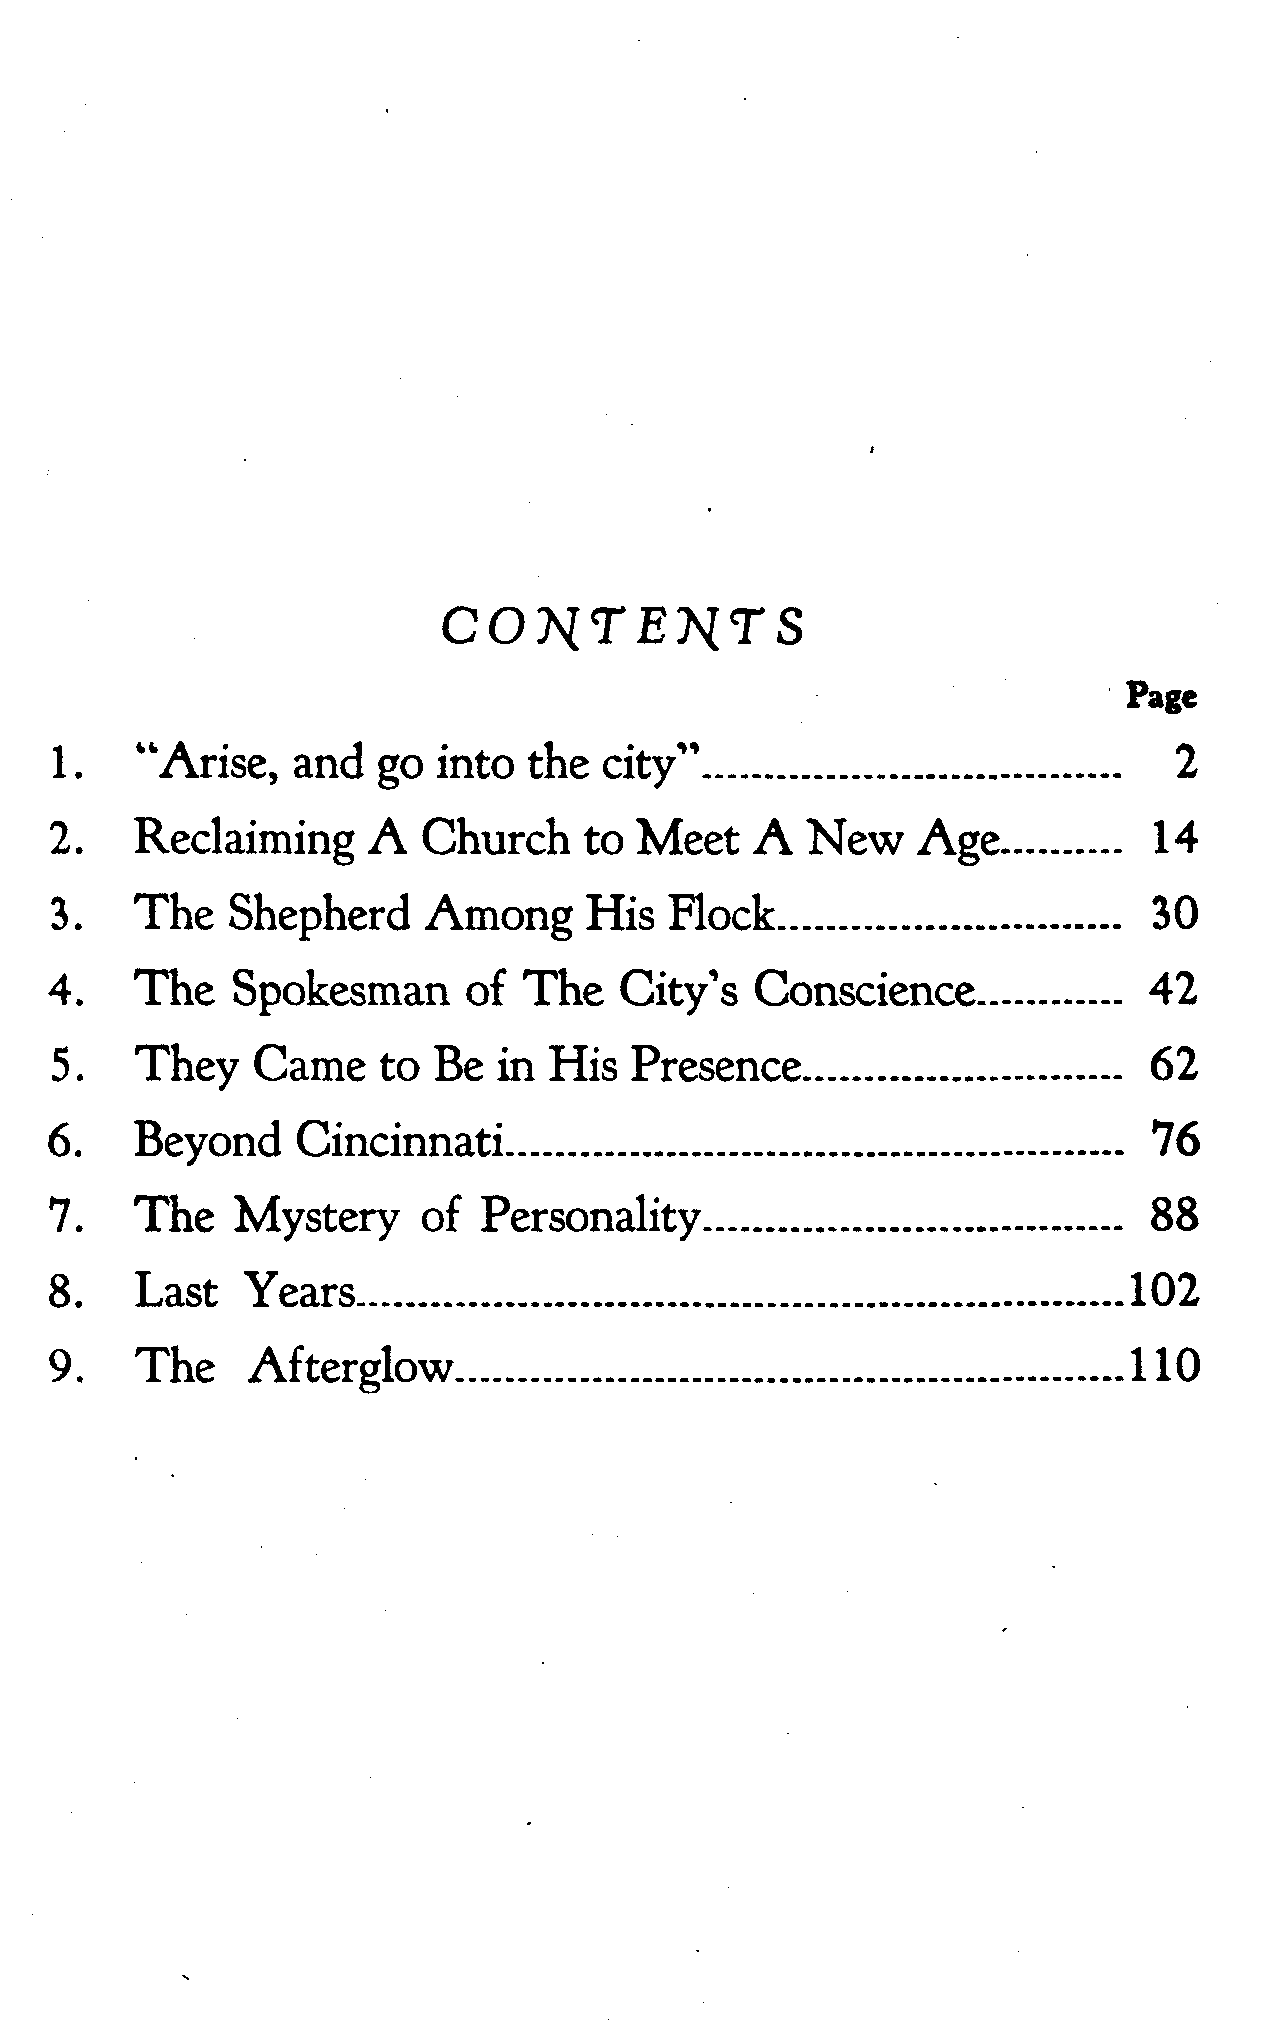 CONTENTS
Page
1. "Arise, and go into the city" 2
2. Reclaiming A Church to Meet A New Age 14
3. The Shepherd Among His Flock 30
4. The Spokesman of The City's Conscience 42
5. They Came to Be in His Presence 62
6. Beyond Cincinnati 76
7. The Mystery of Personality 88
8. Last Years 102
9. The Afterglow 110